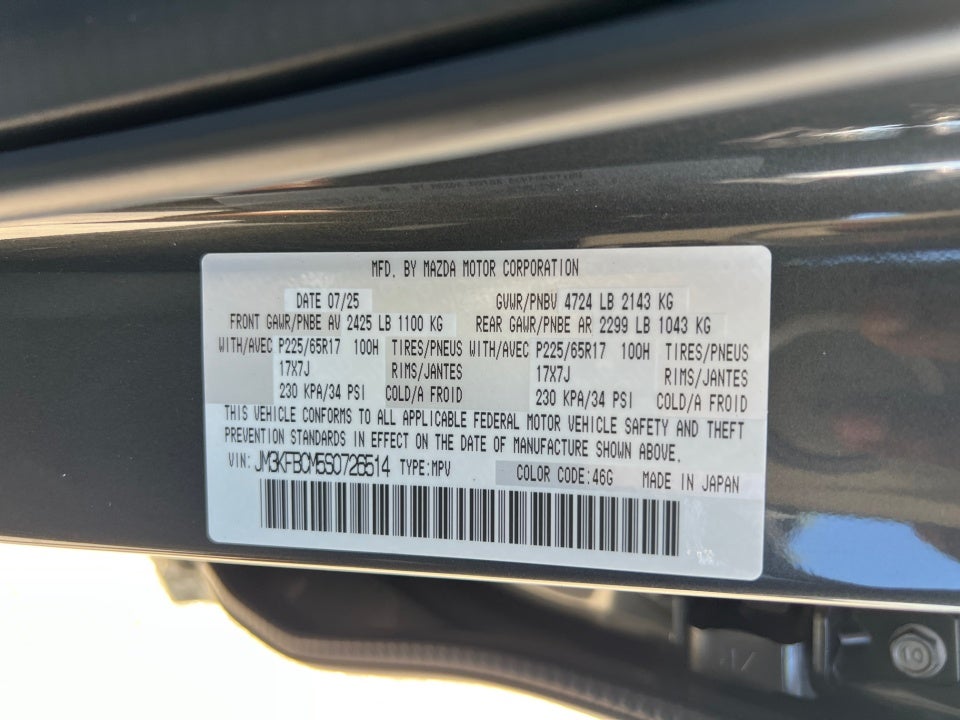 MFD. BY MAZDA MOTOR CORPORATION
DATE 07/25 GVWR/PNBV 4724 LB 2143 KG
FRONT GAWR/PNBE AV 2425 LB 1100 KG REAR GAWR/PNBE AR 2299 LB 1043 KG
WITH/AVEC P225/65R17 100H TIRES/PNEUS WITH/AVEC P225/65R17 100H TIRES/PNEUS
17X7J RIMS/JANTES 17X7J RIMS/JANTES
230 KPA/34 PSI COLD/A FROID 230 KPA/34 PSI COLD/A FROID
THIS VEHICLE CONFORMS TO ALL APPLICABLE FEDERAL MOTOR VEHICLE SAFETY AND THEFT
PREVENTION STANDARDS IN EFFECT ON THE DATE OF MANUFACTURE SHOWN ABOVE.
VIN: JM3KFBCM5S0726514 TYPE:MPV COLOR CODE:46G MADE IN JAPAN
10